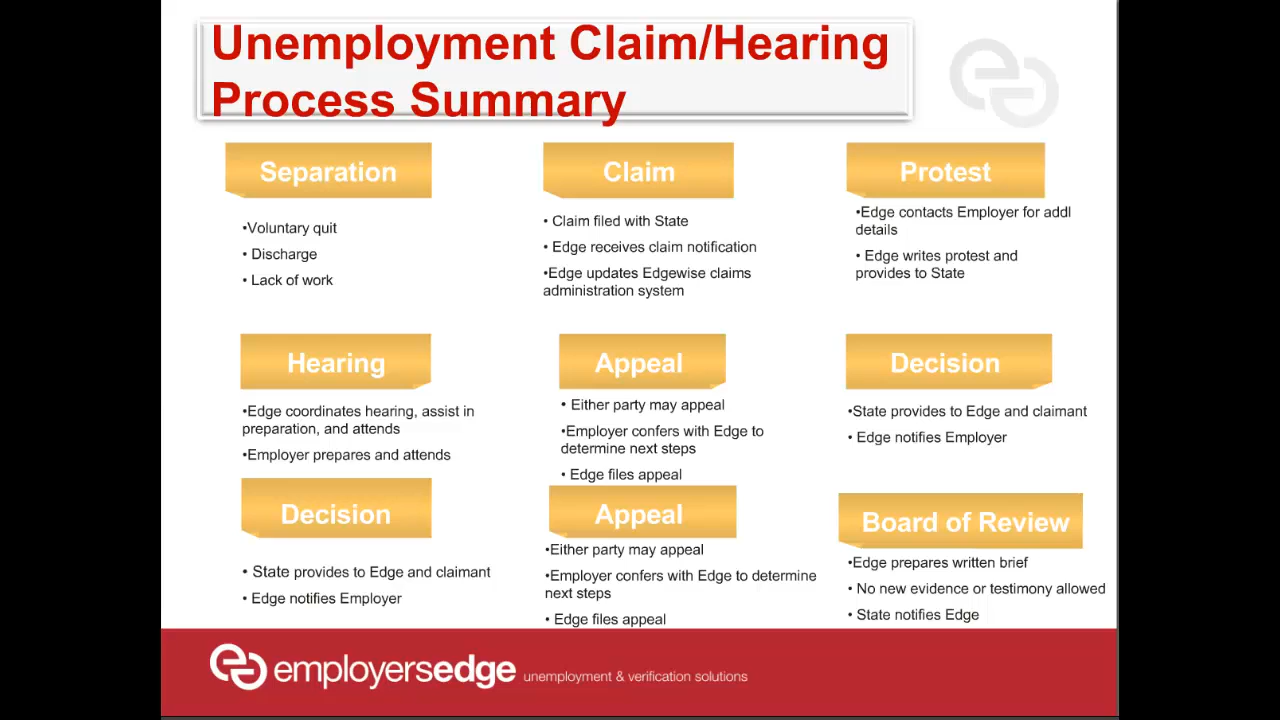 Unemployment Claim/Hearing
Process Summary
Separation
•Voluntary quit
• Discharge
• Lack of work
Claim
• Claim filed with State
• Edge receives claim notification
•Edge updates Edgewise claims
administration system
Protest
•Edge contacts Employer for addl
details
• Edge writes protest and
provides to State
Hearing
•Edge coordinates hearing, assist in
preparation, and attends
•Employer prepares and attends
Appeal
• Either party may appeal
•Employer confers with Edge to
determine next steps
• Edge files appeal
Decision
•State provides to Edge and claimant
• Edge notifies Employer
Decision
• State provides to Edge and claimant
• Edge notifies Employer
Appeal
•Either party may appeal
•Employer confers with Edge to determine
next steps
• Edge files appeal
Board of Review
•Edge prepares written brief
• No new evidence or testimony allowed
• State notifies Edge
employersedge unemployment & verification solutions